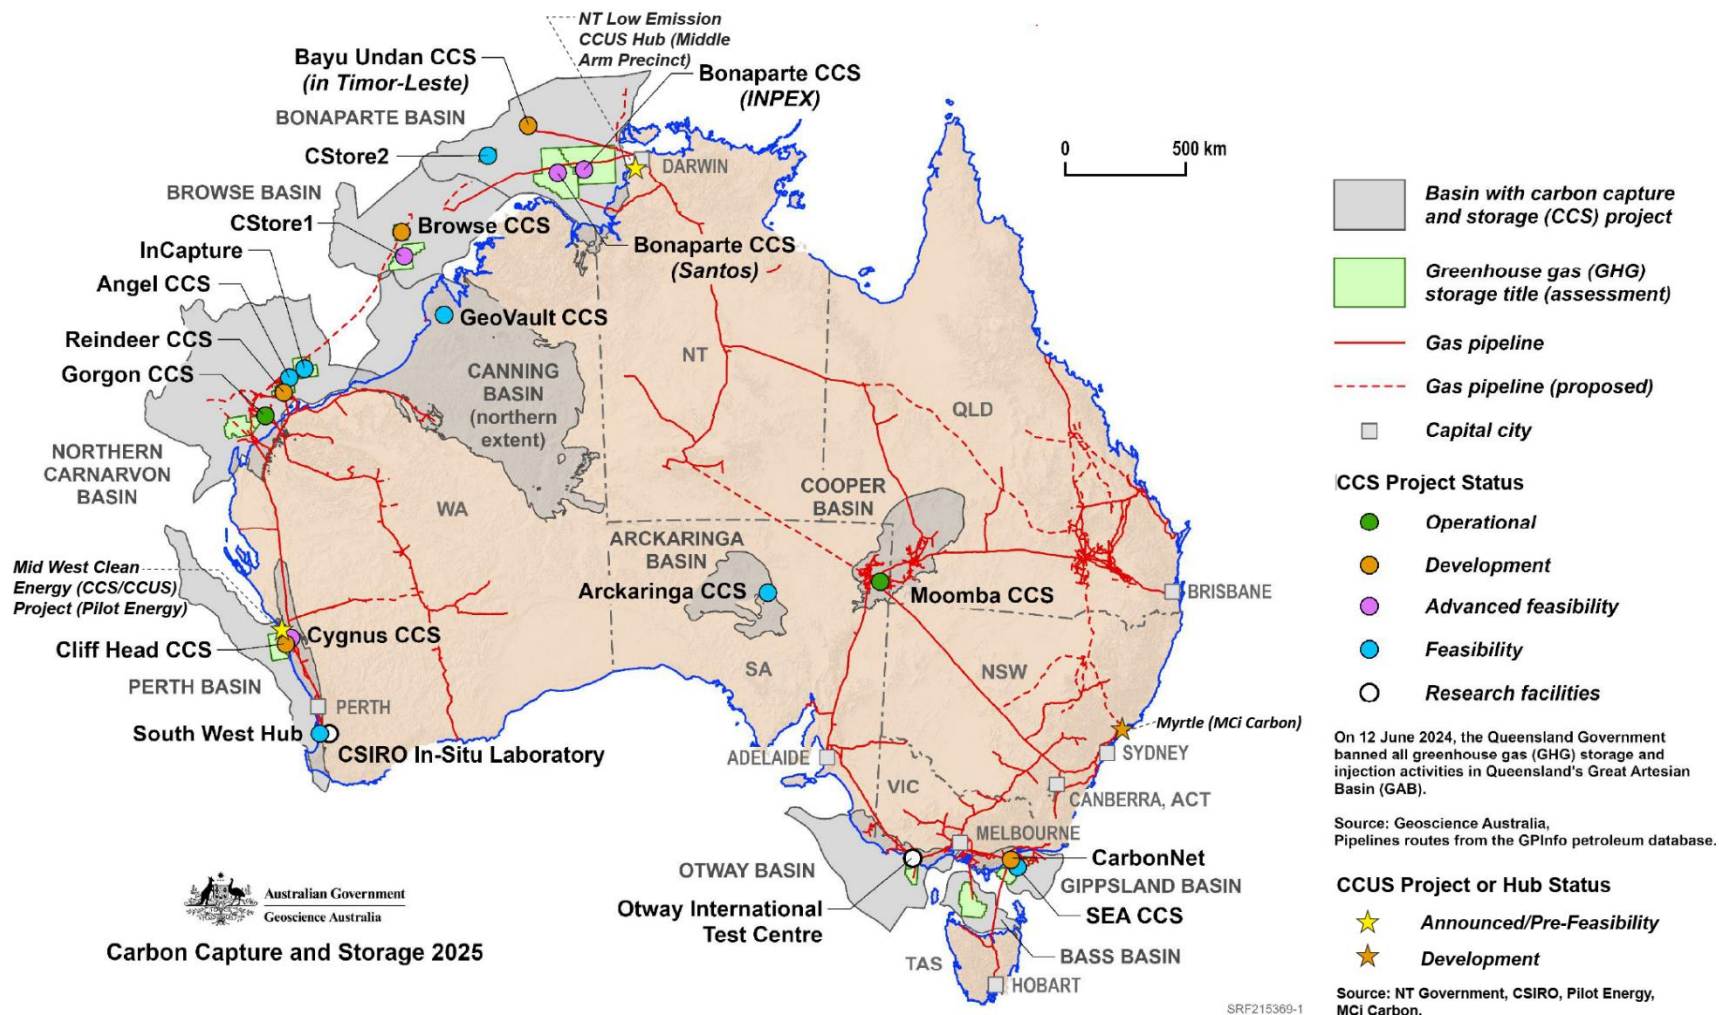 NT Low Emission
CCUS Hub (Middle
Arm Precinct)
Bayu Undan CCS
(in Timor-Leste)
Bonaparte CCS
(INPEX)
BONAPARTE BASIN
CStore2
DARWIN
BROWSE BASIN
CStore1
Browse CCS
InCapture
Bonaparte CCS
(Santos)
Angel CCS
GeoVault CCS
Reindeer CCS
Gorgon CCS
CANNING
BASIN
(northern
extent)
NT
QLD
NORTHERN
CARNARVON
BASIN
WA
COOPER
BASIN
ARCKARINGA
BASIN
Mid West Clean
Energy (CCS/CCUS)
Project (Pilot Energy)
Arckaringa CCS
Moomba CCS
BRISBANE
Cygnus CCS
Cliff Head CCS
PERTH BASIN
SA
NSW
PERTH
South West Hub
CSIRO In-Situ Laboratory
Myrtle (MCi Carbon)
ADELAIDE
SYDNEY
VIC
CANBERRA, ACT
MELBOURNE
OTWAY BASIN
CarbonNet
GIPPSLAND BASIN
Otway International
Test Centre
SEA CCS
BASS BASIN
TAS
HOBART
0 500 km
Basin with carbon capture
and storage (CCS) project
Greenhouse gas (GHG)
storage title (assessment)
Gas pipeline
Gas pipeline (proposed)
Capital city
CCS Project Status
Operational
Development
Advanced feasibility
Feasibility
Research facilities
On 12 June 2024, the Queensland Government
banned all greenhouse gas (GHG) storage and
injection activities in Queensland's Great Artesian
Basin (GAB).
Source: Geoscience Australia,
Pipelines routes from the GPInfo petroleum database.
CCUS Project or Hub Status
Announced/Pre-Feasibility
Development
Source: NT Government, CSIRO, Pilot Energy,
MCi Carbon.
Australian Government
Geoscience Australia
Carbon Capture and Storage 2025
SRF215369-1